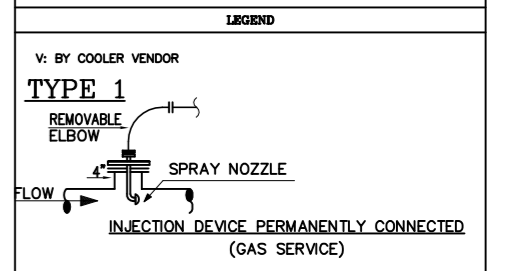 LEGEND
V: BY COOLER VENDOR
TYPE 1
REMOVABLE
ELBOW
4"
SPRAY NOZZLE
FLOW
INJECTION DEVICE PERMANENTLY CONNECTED
(GAS SERVICE)